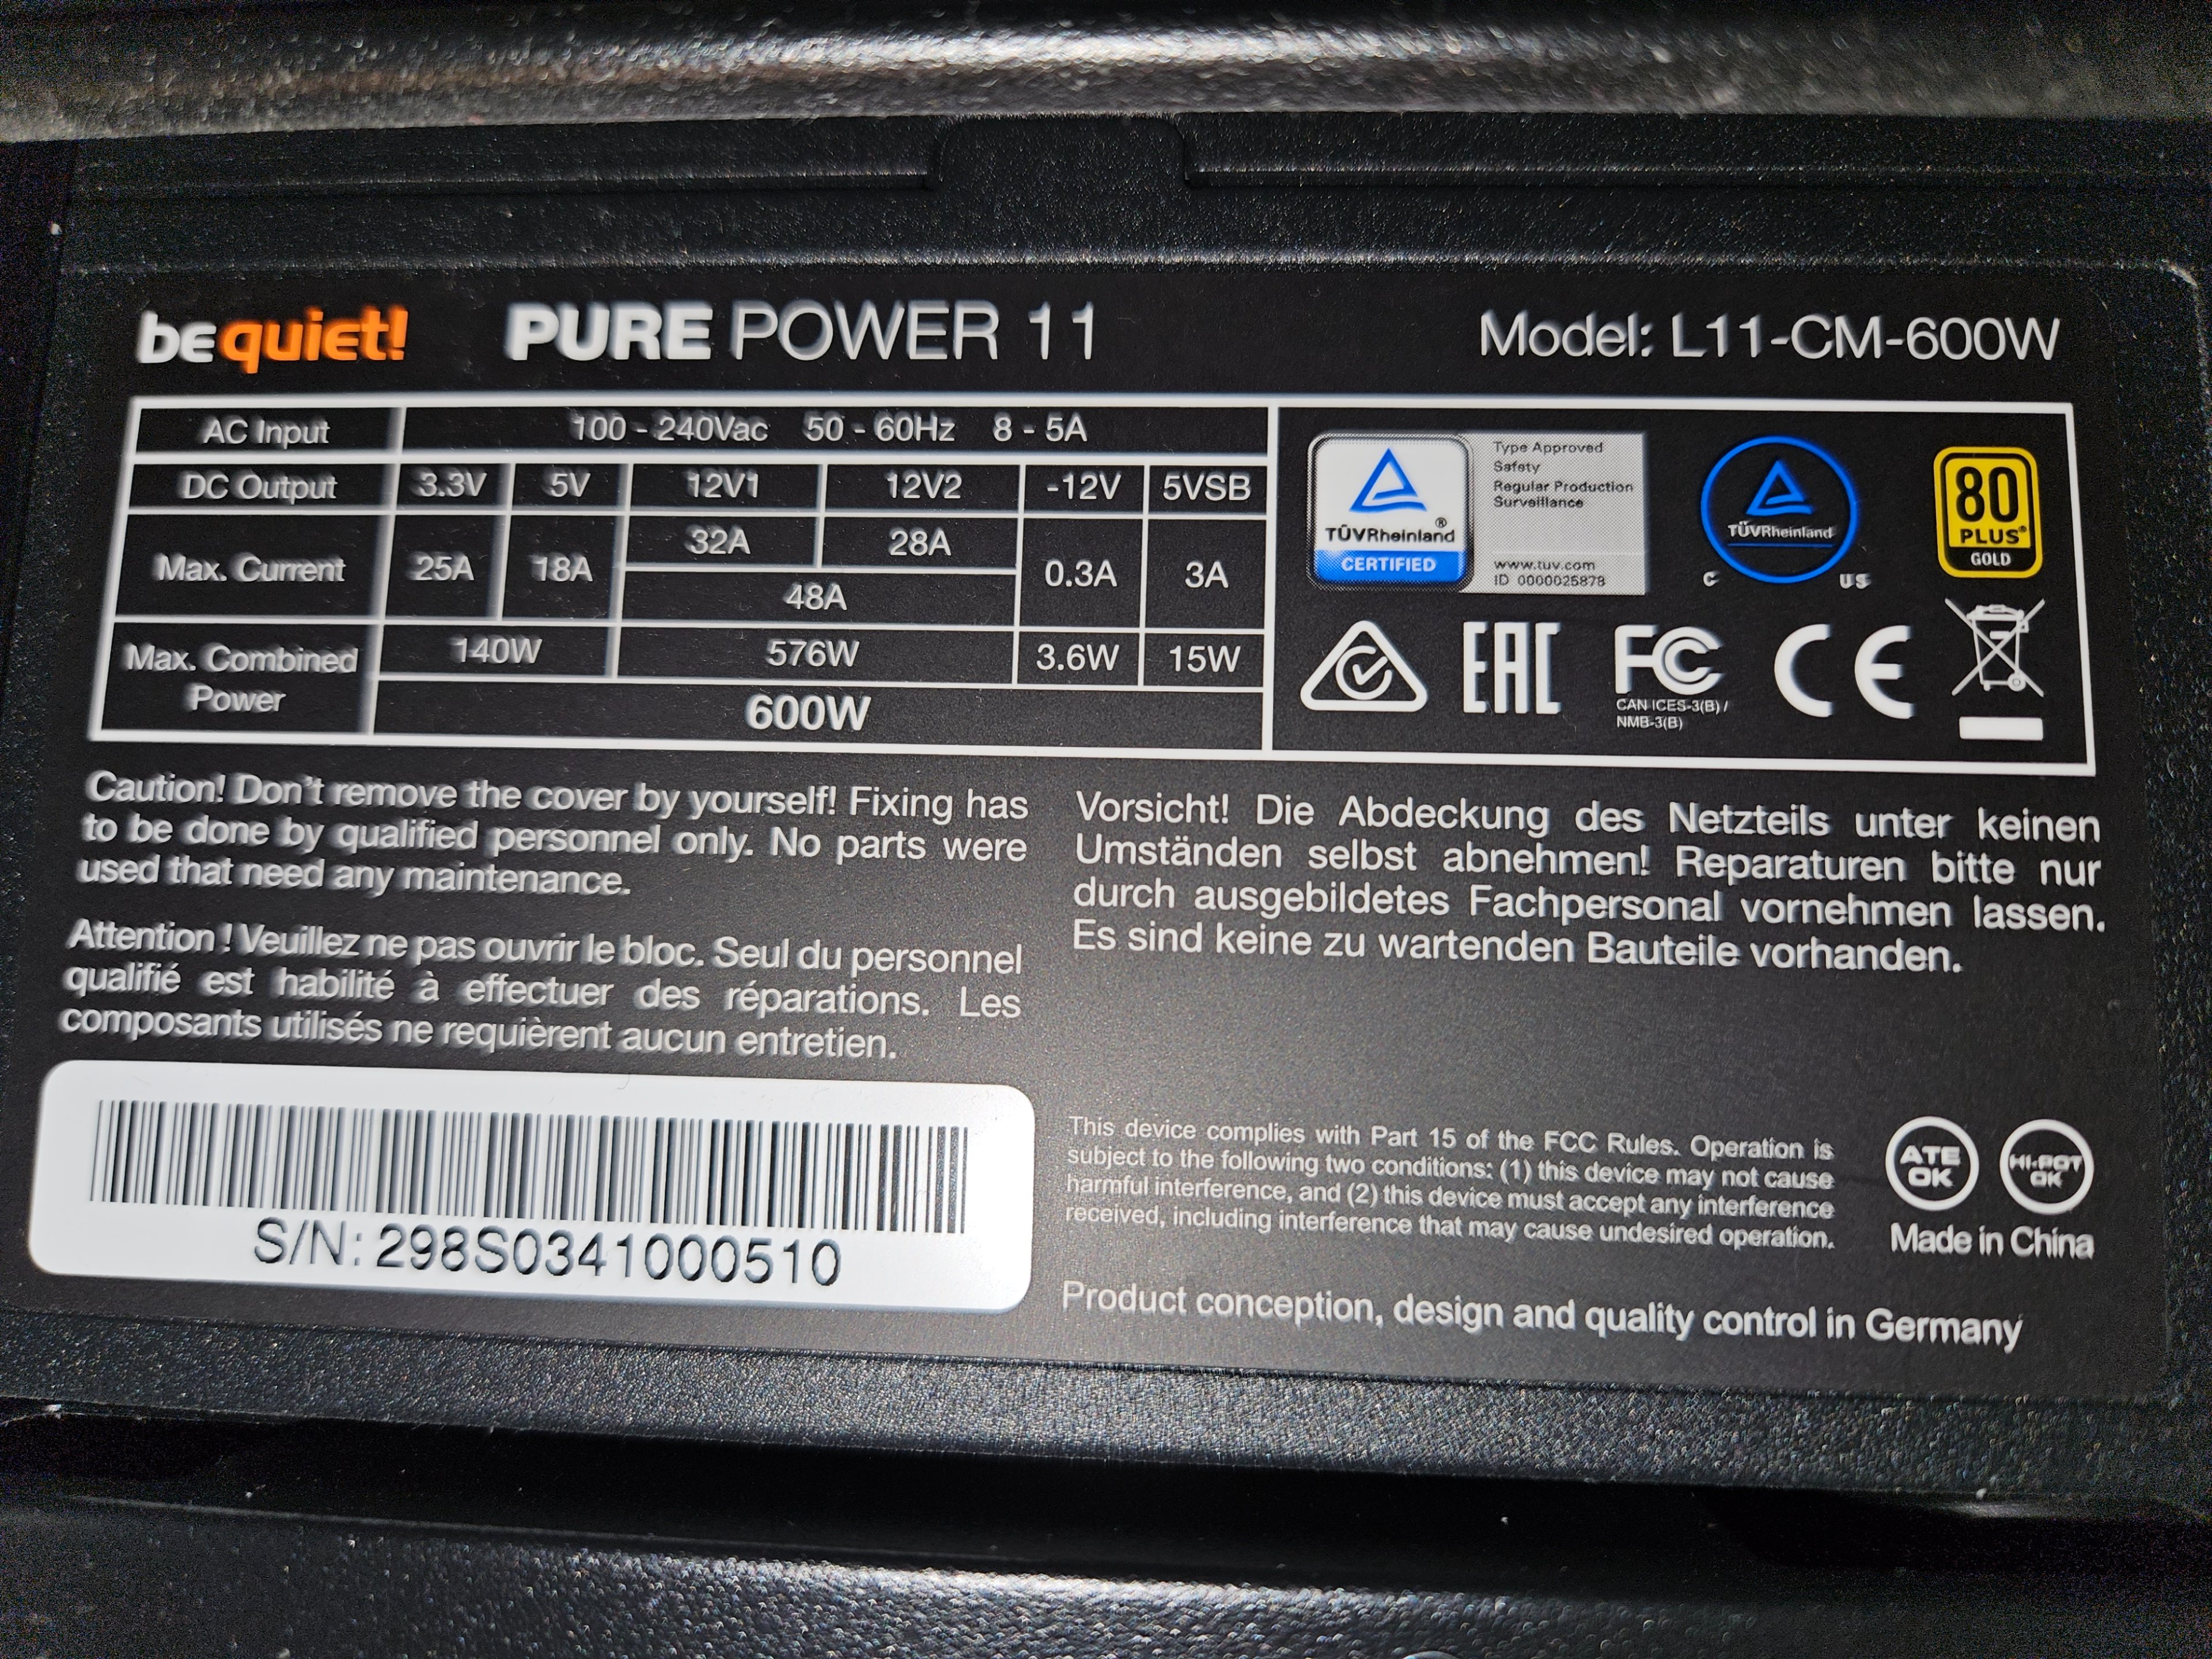 be quiet! PURE POWER 11 Model: L11-CM-600W
AC Input 100 - 240Vac 50 - 60Hz 8 - 5A
DC Output 3.3V 5V 12V1 12V2 -12V 5VSB
Max. Current 25A 18A 32A 28A 0.3A 3A
48A
Max. Combined Power 140W 576W 3.6W 15W
600W
TÜVRheinland®
CERTIFIED
Type Approved
Safety
Regular Production
Surveillance
www.tuv.com
ID 0000025878
TÜVRheinland
C US
80
PLUS®
GOLD
EAC FC CE
CAN ICES-3(B) /
NMB-3(B)
Caution! Don't remove the cover by yourself! Fixing has
to be done by qualified personnel only. No parts were
used that need any maintenance.
Attention ! Veuillez ne pas ouvrir le bloc. Seul du personnel
qualifié est habilité à effectuer des réparations. Les
composants utilisés ne requièrent aucun entretien.
Vorsicht! Die Abdeckung des Netzteils unter keinen
Umständen selbst abnehmen! Reparaturen bitte nur
durch ausgebildetes Fachpersonal vornehmen lassen.
Es sind keine zu wartenden Bauteile vorhanden.
S/N: 298S0341000510
This device complies with Part 15 of the FCC Rules. Operation is
subject to the following two conditions: (1) this device may not cause
harmful interference, and (2) this device must accept any interference
received, including interference that may cause undesired operation.
ATE
OK
HI-POT
OK
Made in China
Product conception, design and quality control in Germany